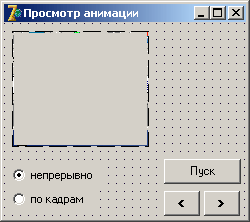 Просмотр анимации
непрерывно
по кадрам
Пуск
< >